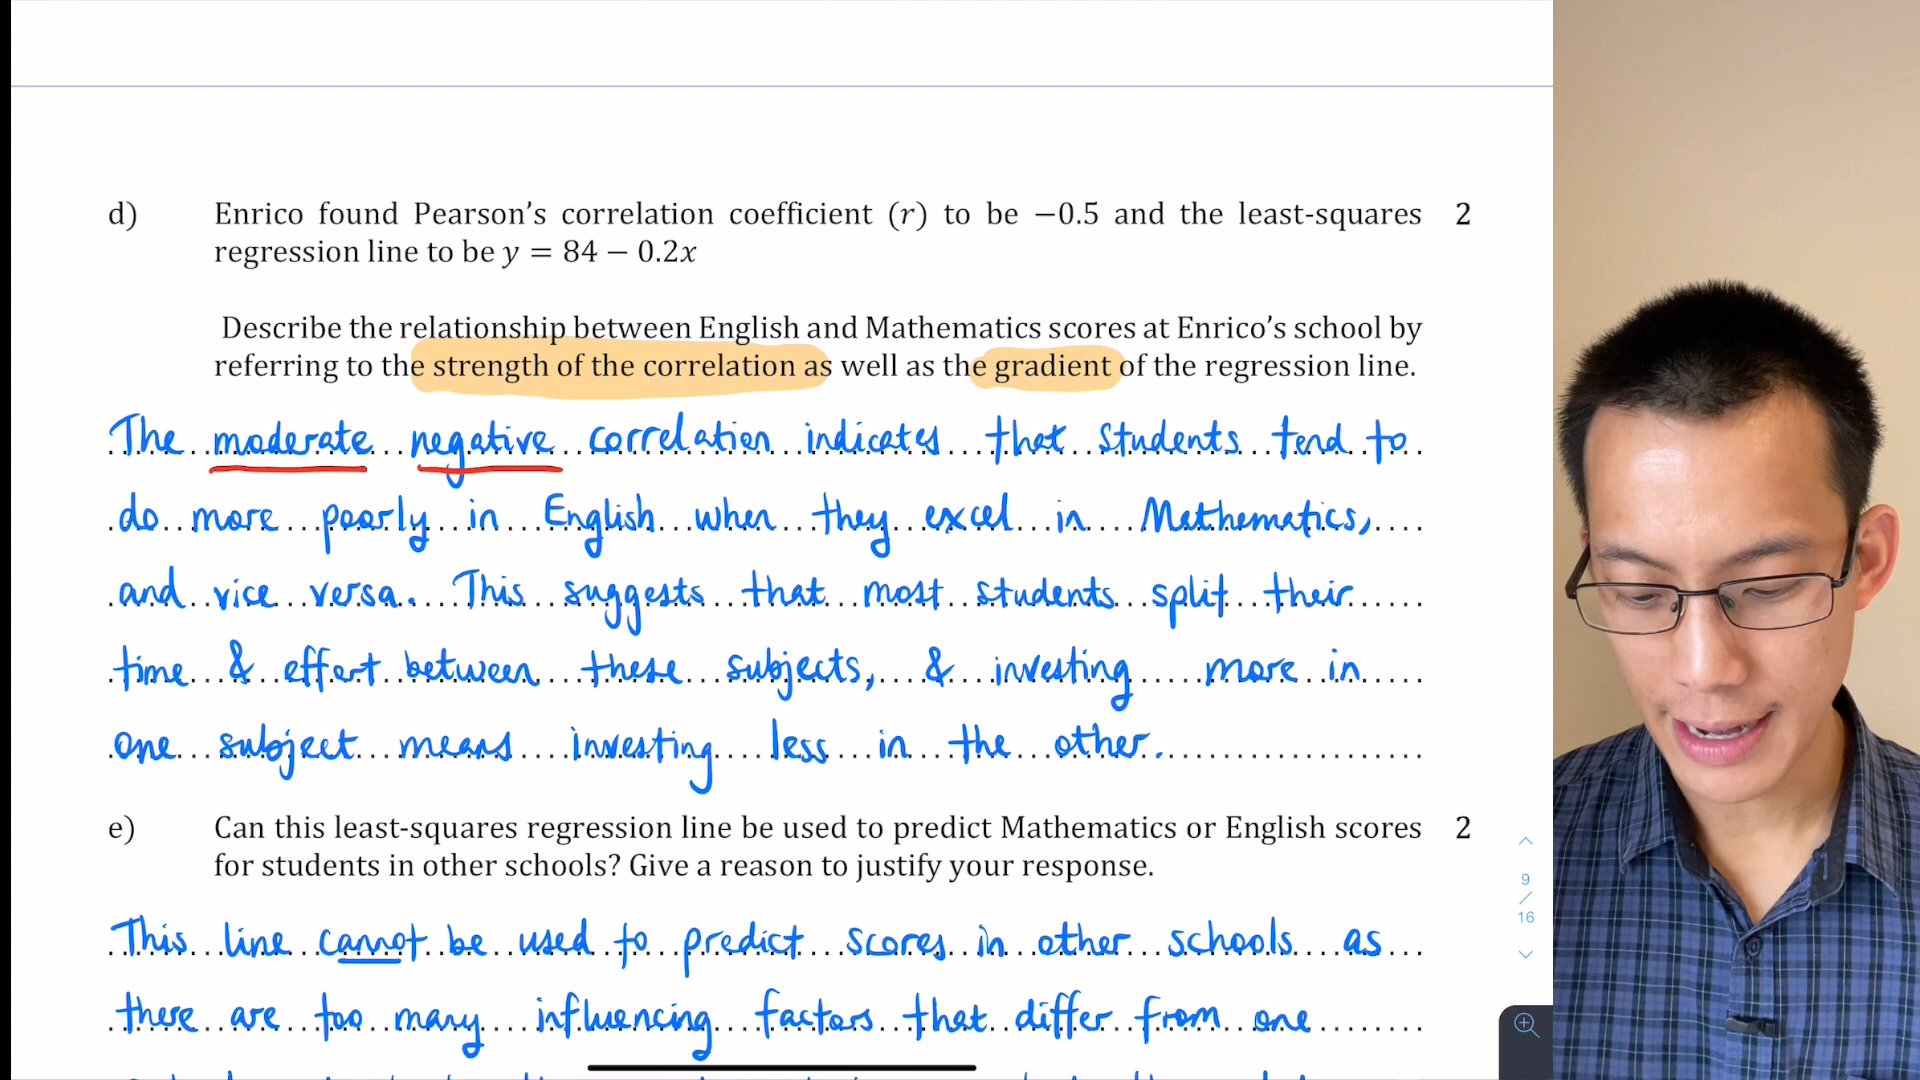 d) Enrico found Pearson’s correlation coefficient (r) to be −0.5 and the least-squares 2
regression line to be y = 84 − 0.2x
Describe the relationship between English and Mathematics scores at Enrico’s school by
referring to the strength of the correlation as well as the gradient of the regression line.
The moderate negative correlation indicates that students tend to
do more poorly in English when they excel in Mathematics,
and vice versa. This suggests that most students split their
time & effort between these subjects, & investing more in
one subject means investing less in the other.
e) Can this least-squares regression line be used to predict Mathematics or English scores 2
for students in other schools? Give a reason to justify your response.
9
/
16
This line cannot be used to predict scores in other schools as
there are too many influencing factors that differ from one